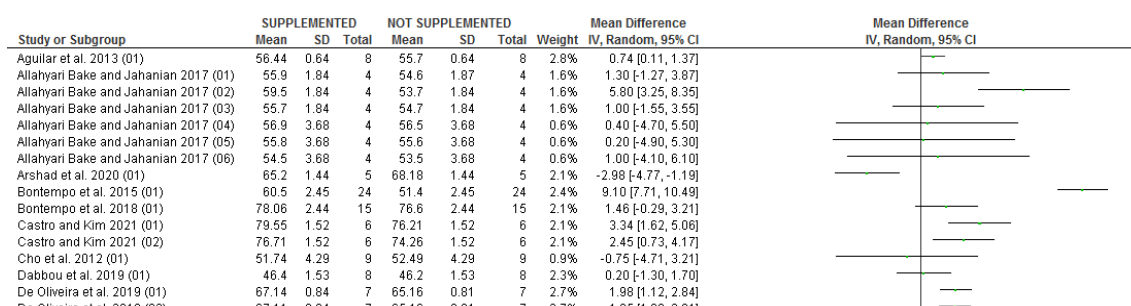 SUPPLEMENTED NOT SUPPLEMENTED Mean Difference Mean Difference
Study or Subgroup Mean SD Total Mean SD Total Weight IV, Random, 95% CI IV, Random, 95% CI
Aguilar et al. 2013 (01) 56.44 0.64 8 55.7 0.64 8 2.8% 0.74 [0.11, 1.37]
Allahyari Bake and Jahanian 2017 (01) 55.9 1.84 4 54.6 1.87 4 1.6% 1.30 [-1.27, 3.87]
Allahyari Bake and Jahanian 2017 (02) 59.5 1.84 4 53.7 1.84 4 1.6% 5.80 [3.25, 8.35]
Allahyari Bake and Jahanian 2017 (03) 55.7 1.84 4 54.7 1.84 4 1.6% 1.00 [-1.55, 3.55]
Allahyari Bake and Jahanian 2017 (04) 56.9 3.68 4 56.5 3.68 4 0.6% 0.40 [-4.70, 5.50]
Allahyari Bake and Jahanian 2017 (05) 55.8 3.68 4 55.6 3.68 4 0.6% 0.20 [-4.90, 5.30]
Allahyari Bake and Jahanian 2017 (06) 54.5 3.68 4 53.5 3.68 4 0.6% 1.00 [-4.10, 6.10]
Arshad et al. 2020 (01) 65.2 1.44 5 68.18 1.44 5 2.1% -2.98 [-4.77, -1.19]
Bontempo et al. 2015 (01) 60.5 2.45 24 51.4 2.45 24 2.4% 9.10 [7.71, 10.49]
Bontempo et al. 2018 (01) 78.06 2.44 15 76.6 2.44 15 2.1% 1.46 [-0.29, 3.21]
Castro and Kim 2021 (01) 79.55 1.52 6 76.21 1.52 6 2.2% 3.34 [1.62, 5.06]
Castro and Kim 2021 (02) 76.71 1.52 6 74.26 1.52 6 2.2% 2.45 [0.73, 4.17]
Cho et al. 2012 (01) 51.74 4.29 9 52.49 4.29 9 0.9% -0.75 [-4.71, 3.21]
Dabbou et al. 2019 (01) 46.4 1.53 8 46.2 1.53 8 2.3% 0.20 [-1.30, 1.70]
De Oliveira et al. 2019 (01) 67.14 0.84 7 65.16 0.81 7 2.7% 1.98 [1.12, 2.84]